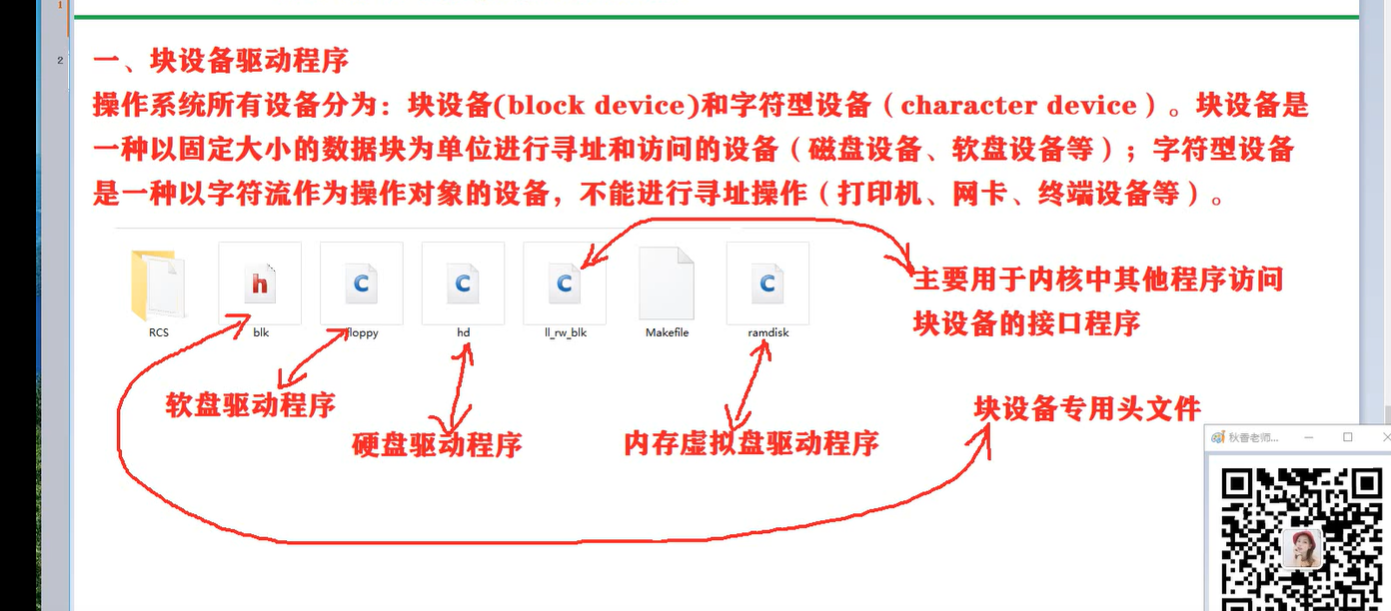 1
2
一、块设备驱动程序
操作系统所有设备分为：块设备(block device)和字符型设备（character device）。块设备是
一种以固定大小的数据块为单位进行寻址和访问的设备（磁盘设备、软盘设备等）；字符型设备
是一种以字符流作为操作对象的设备，不能进行寻址操作（打印机、网卡、终端设备等）。
RCS
h
blk
C
floppy
C
hd
C
ll_rw_blk
Makefile
C
ramdisk
主要用于内核中其他程序访问
块设备的接口程序
软盘驱动程序
硬盘驱动程序
内存虚拟盘驱动程序
块设备专用头文件
秋香老师...